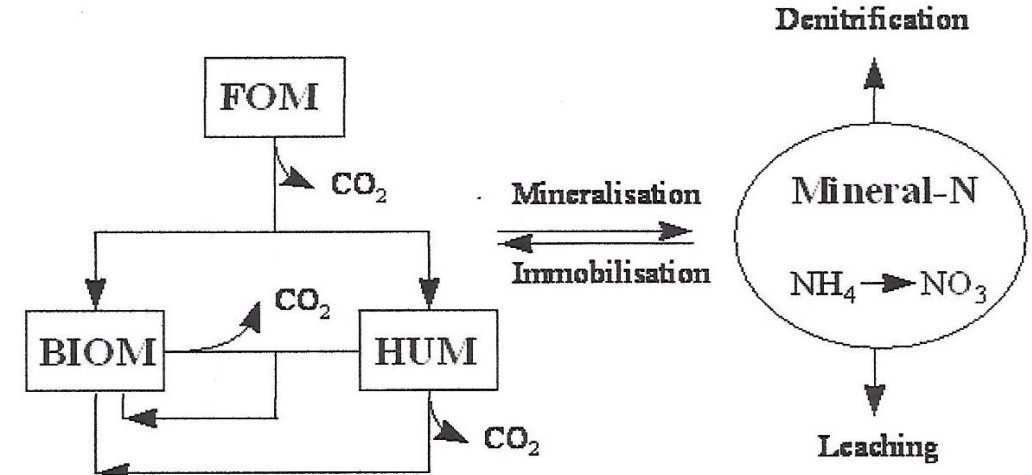 Denitrification
FOM
CO₂
Mineralisation
Immobilisation
Mineral-N
NH₄ NO₃
BIOM
CO₂
HUM
CO₂
Leaching